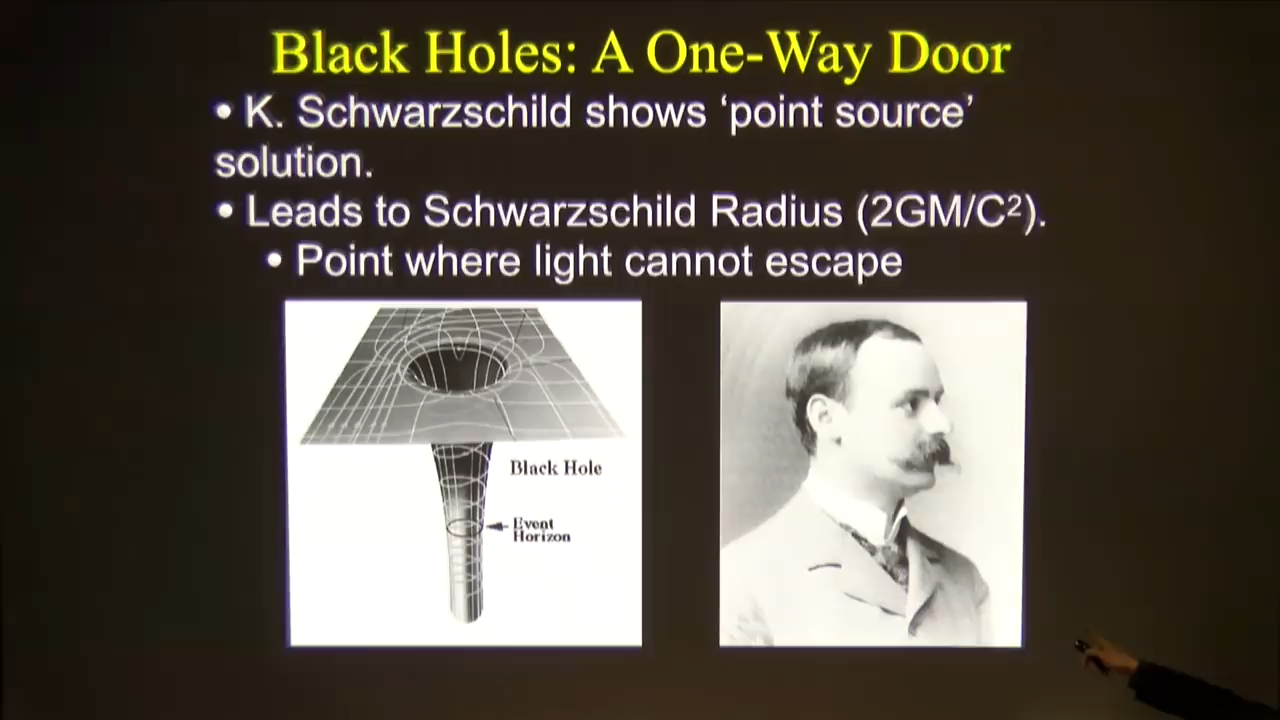 Black Holes: A One-Way Door
• K. Schwarzschild shows ‘point source’
solution.
• Leads to Schwarzschild Radius (2GM/C²).
• Point where light cannot escape
Black Hole
Event
Horizon